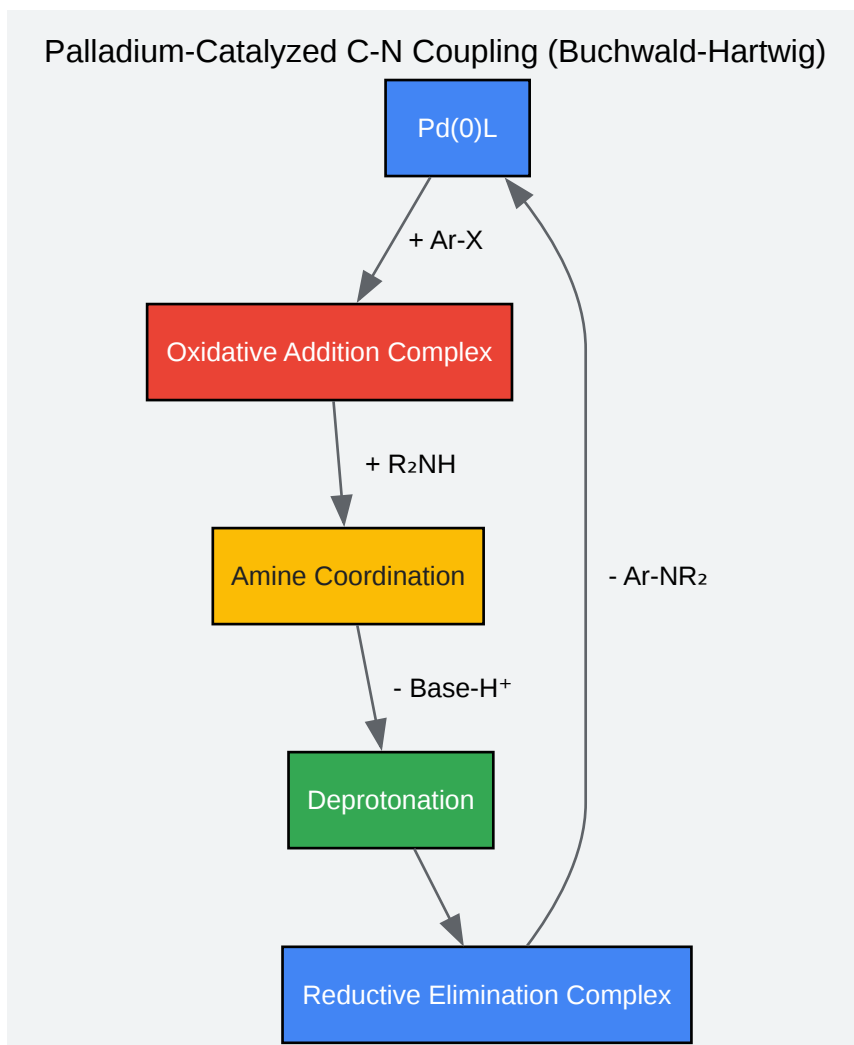 Palladium-Catalyzed C-N Coupling (Buchwald-Hartwig)
Pd(0)L
+ Ar-X
Oxidative Addition Complex
+ R₂NH
Amine Coordination
- Ar-NR₂
- Base-H⁺
Deprotonation
Reductive Elimination Complex